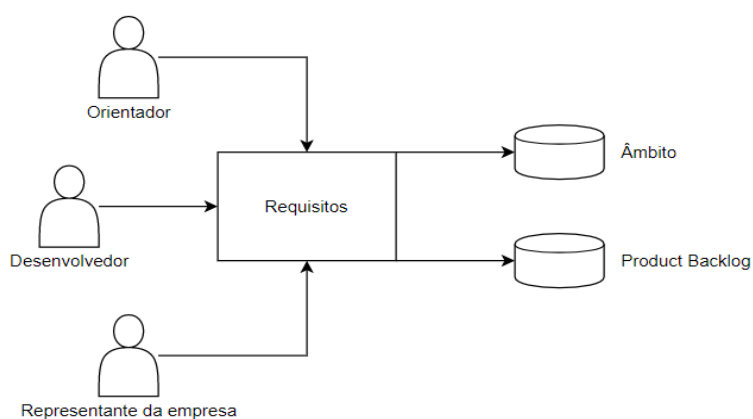 Orientador
Âmbito
Requisitos
Desenvolvedor
Product Backlog
Representante da empresa